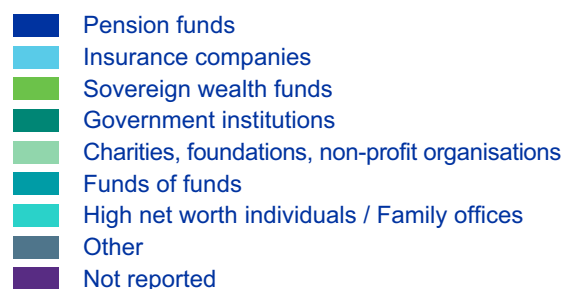 Pension funds
Insurance companies
Sovereign wealth funds
Government institutions
Charities, foundations, non-profit organisations
Funds of funds
High net worth individuals / Family offices
Other
Not reported